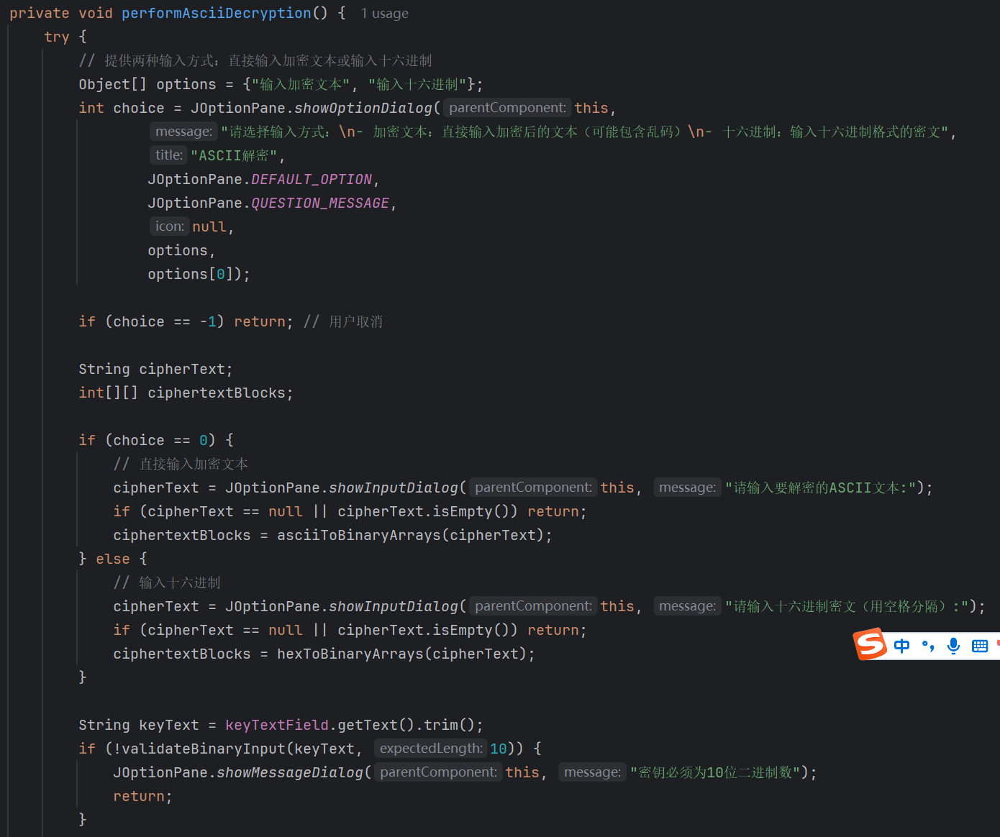 private void performAsciiDecryption() { 1 usage
try {
// 提供两种输入方式：直接输入加密文本或输入十六进制
Object[] options = {"输入加密文本", "输入十六进制"};
int choice = JOptionPane.showOptionDialog( parentComponent: this,
message: "请选择输入方式：\n- 加密文本：直接输入加密后的文本（可能包含乱码）\n- 十六进制：输入十六进制格式的密文",
title: "ASCII解密",
JOptionPane.DEFAULT_OPTION,
JOptionPane.QUESTION_MESSAGE,
icon: null,
options,
options[0]);
if (choice == -1) return; // 用户取消
String cipherText;
int[][] ciphertextBlocks;
if (choice == 0) {
// 直接输入加密文本
cipherText = JOptionPane.showInputDialog( parentComponent: this, message: "请输入要解密的ASCII文本:");
if (cipherText == null || cipherText.isEmpty()) return;
ciphertextBlocks = asciiToBinaryArrays(cipherText);
} else {
// 输入十六进制
cipherText = JOptionPane.showInputDialog( parentComponent: this, message: "请输入十六进制密文（用空格分隔）:");
if (cipherText == null || cipherText.isEmpty()) return;
ciphertextBlocks = hexToBinaryArrays(cipherText);
}
S 中
String keyText = keyTextField.getText().trim();
if (!validateBinaryInput(keyText, expectedLength: 10)) {
JOptionPane.showMessageDialog( parentComponent: this, message: "密钥必须为10位二进制数");
return;
}